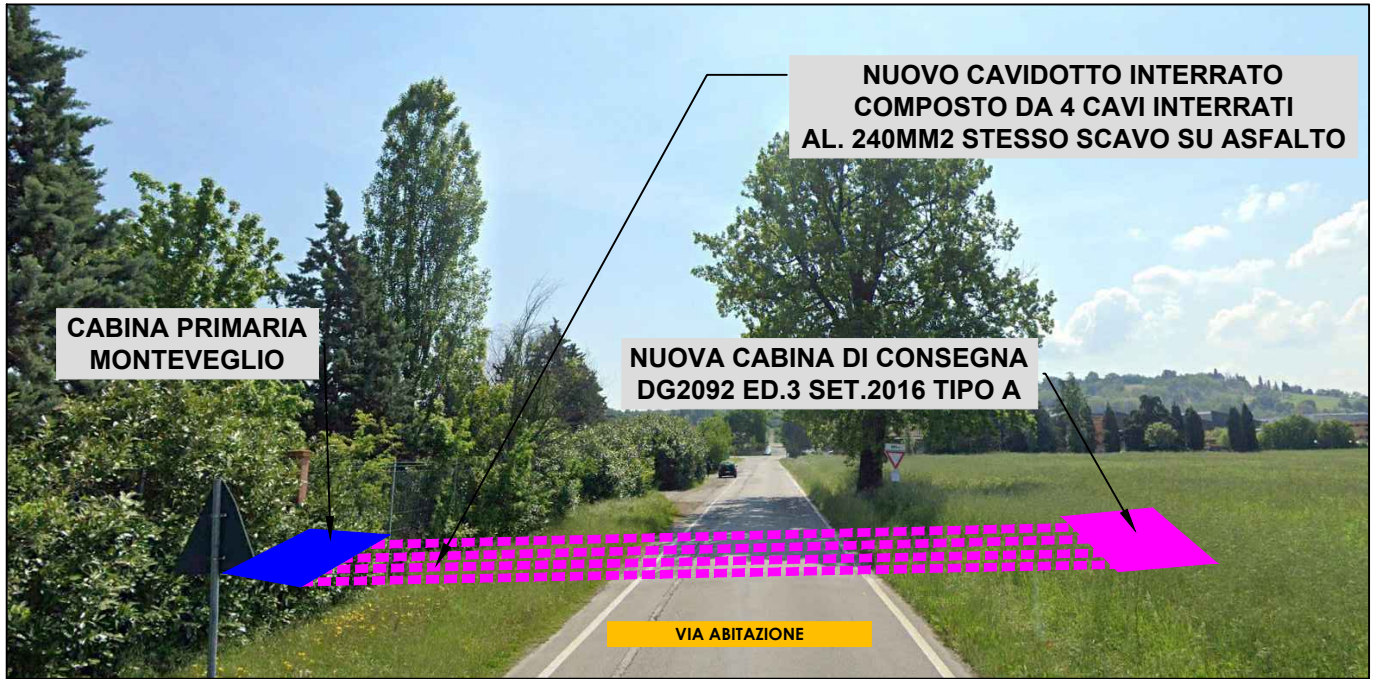 NUOVO CAVIDOTTO INTERRATO
COMPOSTO DA 4 CAVI INTERRATI
AL. 240MM2 STESSO SCAVO SU ASFALTO
CABINA PRIMARIA
MONTEVEGLIO
NUOVA CABINA DI CONSEGNA
DG2092 ED.3 SET.2016 TIPO A
VIA ABITAZIONE